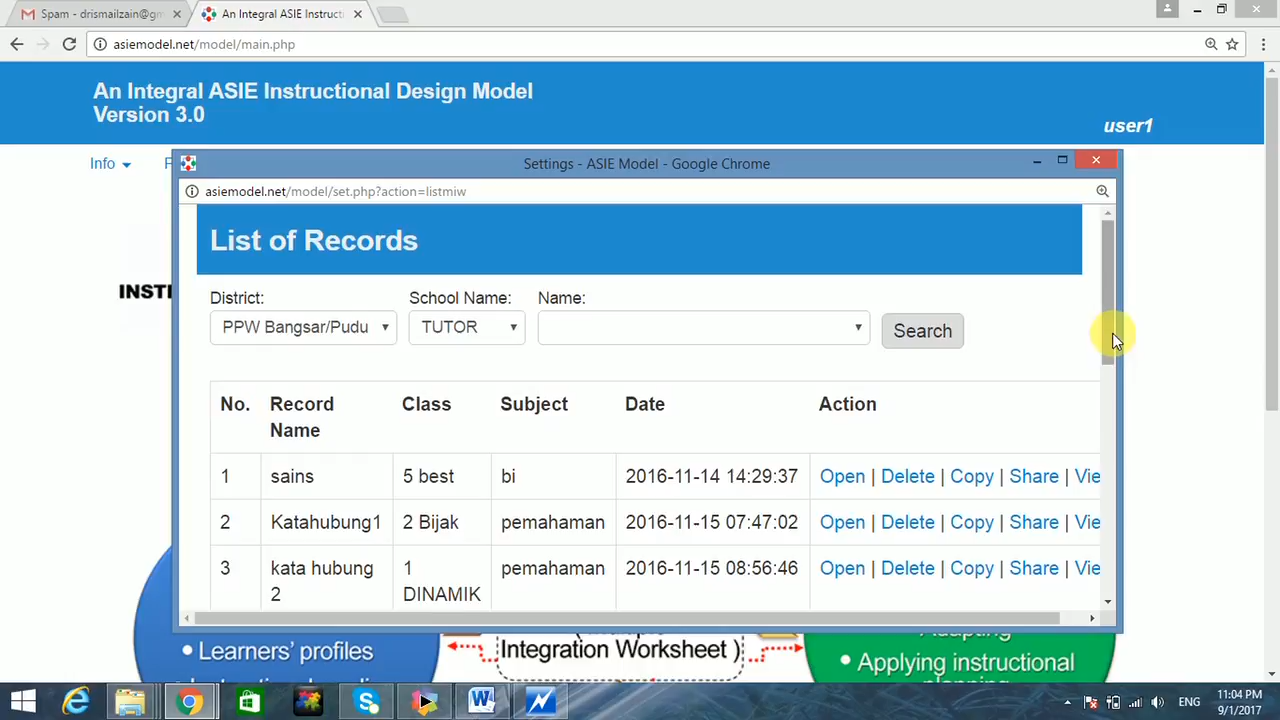 Spam - drismailzain@gm
An Integral ASIE Instruct
asiemodel.net/model/main.php
An Integral ASIE Instructional Design Model
Version 3.0
user1
Info
Settings - ASIE Model - Google Chrome
asiemodel.net/model/set.php?action=listmiw
List of Records
District: School Name: Name:
PPW Bangsar/Pudu TUTOR Search
No. Record Name Class Subject Date Action
1 sains 5 best bi 2016-11-14 14:29:37 Open | Delete | Copy | Share | Vie
2 Katahubung1 2 Bijak pemahaman 2016-11-15 07:47:02 Open | Delete | Copy | Share | Vie
3 kata hubung 2 1 DINAMIK pemahaman 2016-11-15 08:56:46 Open | Delete | Copy | Share | Vie
INSTI
• Learners' profiles
Integration Worksheet )
Adapting
• Applying instructional
planning
ENG
11:04 PM
9/1/2017